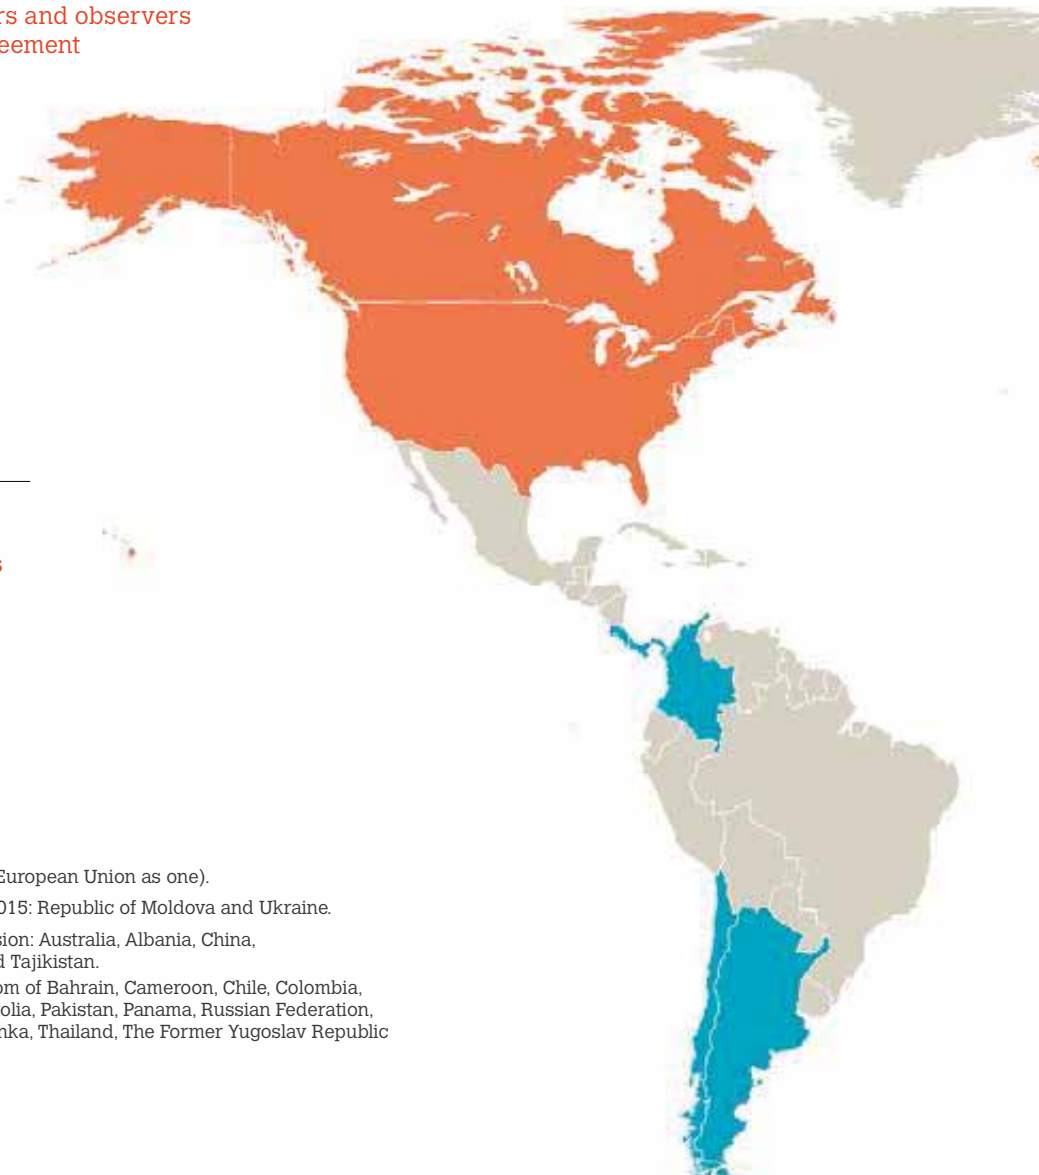 rs and observers
eement
s
European Union as one).
015: Republic of Moldova and Ukraine.
sion: Australia, Albania, China,
d Tajikistan.
om of Bahrain, Cameroon, Chile, Colombia,
olia, Pakistan, Panama, Russian Federation,
nka, Thailand, The Former Yugoslav Republic